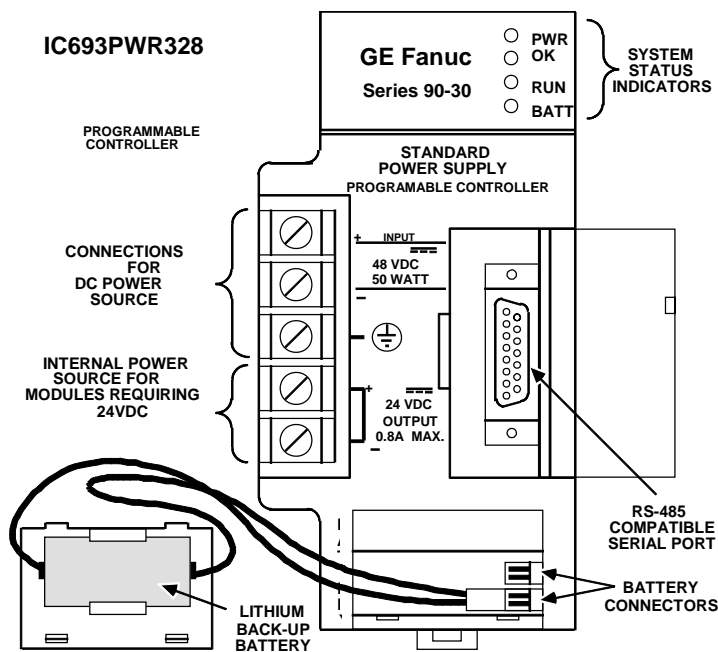 IC693PWR328
GE Fanuc
Series 90-30
PWR
OK
RUN
BATT
SYSTEM
STATUS
INDICATORS
PROGRAMMABLE
CONTROLLER
STANDARD
POWER SUPPLY
PROGRAMABLE CONTROLLER
CONNECTIONS
FOR
DC POWER
SOURCE
+ INPUT
48 VDC
50 WATT
–
INTERNAL POWER
SOURCE FOR
MODULES REQUIRING
24VDC
+
24 VDC
OUTPUT
0.8A MAX.
–
RS-485
COMPATIBLE
SERIAL PORT
BATTERY
CONNECTORS
LITHIUM
BACK-UP
BATTERY